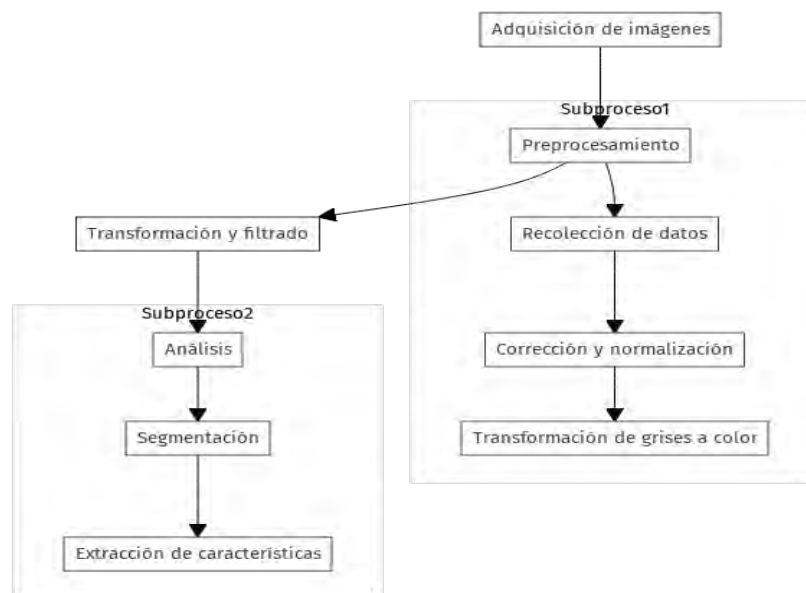 Adquisición de imágenes
Subproceso1
Preprocesamiento
Transformación y filtrado
Recolección de datos
Subproceso2
Análisis
Corrección y normalización
Segmentación
Transformación de grises a color
Extracción de características